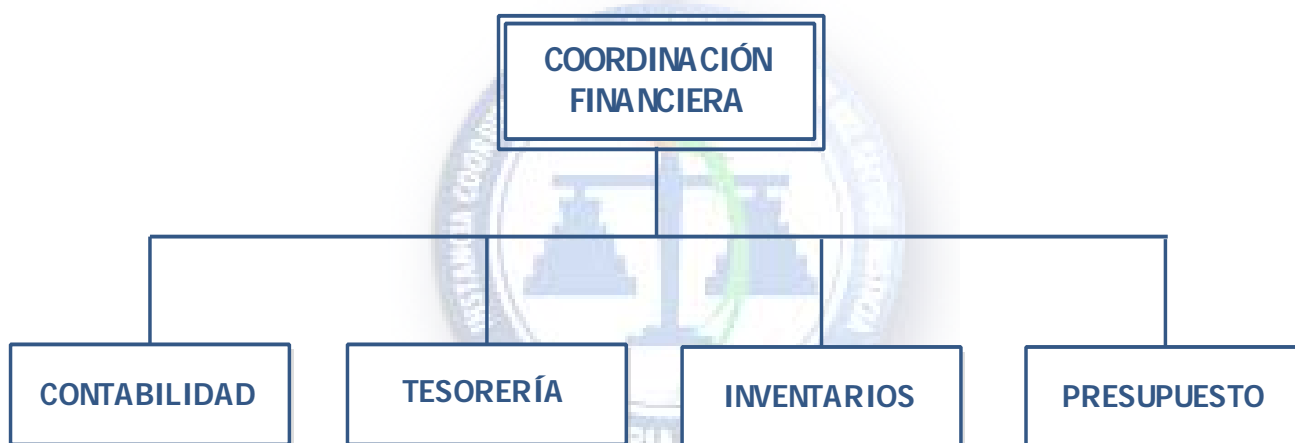 COORDINACIÓN
FINANCIERA
CONTABILIDAD
TESORERÍA
INVENTARIOS
PRESUPUESTO